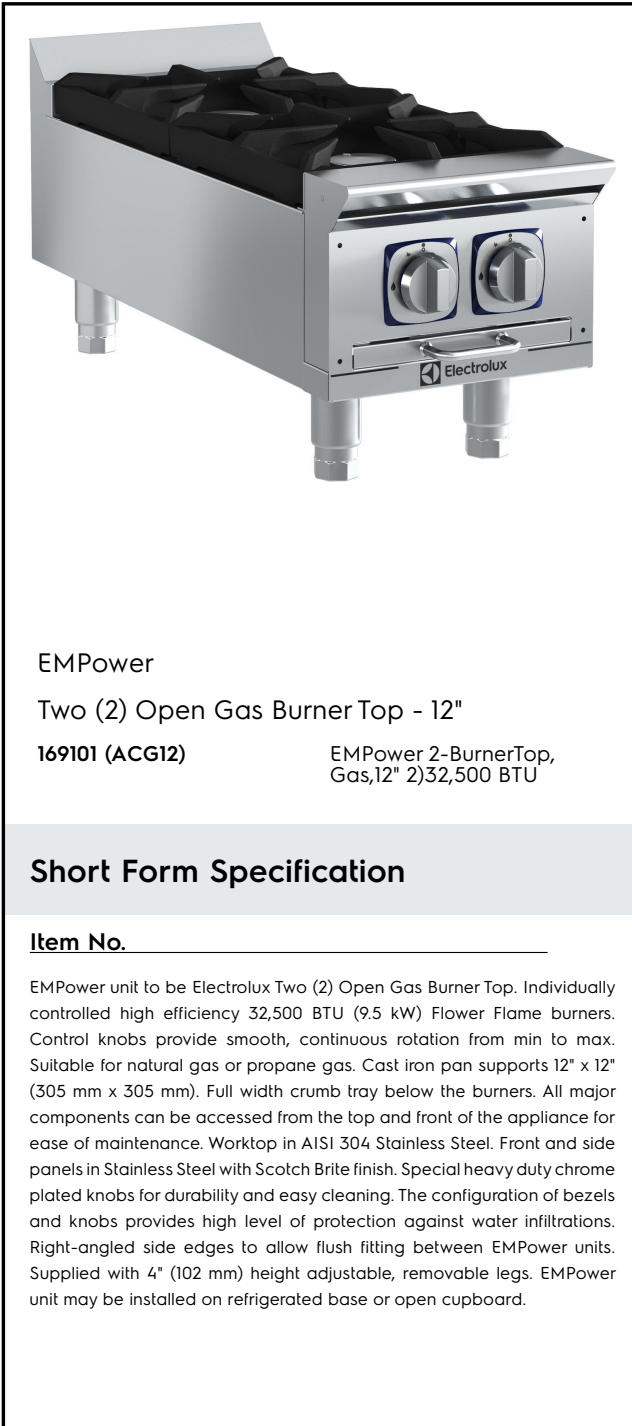 Electrolux
EMPower
Two (2) Open Gas Burner Top - 12"
169101 (ACG12)
EMPower 2-BurnerTop,
Gas,12" 2)32,500 BTU
Short Form Specification
Item No.
EMPower unit to be Electrolux Two (2) Open Gas Burner Top. Individually
controlled high efficiency 32,500 BTU (9.5 kW) Flower Flame burners.
Control knobs provide smooth, continuous rotation from min to max.
Suitable for natural gas or propane gas. Cast iron pan supports 12" x 12"
(305 mm x 305 mm). Full width crumb tray below the burners. All major
components can be accessed from the top and front of the appliance for
ease of maintenance. Worktop in AISI 304 Stainless Steel. Front and side
panels in Stainless Steel with Scotch Brite finish. Special heavy duty chrome
plated knobs for durability and easy cleaning. The configuration of bezels
and knobs provides high level of protection against water infiltrations.
Right-angled side edges to allow flush fitting between EMPower units.
Supplied with 4" (102 mm) height adjustable, removable legs. EMPower
unit may be installed on refrigerated base or open cupboard.